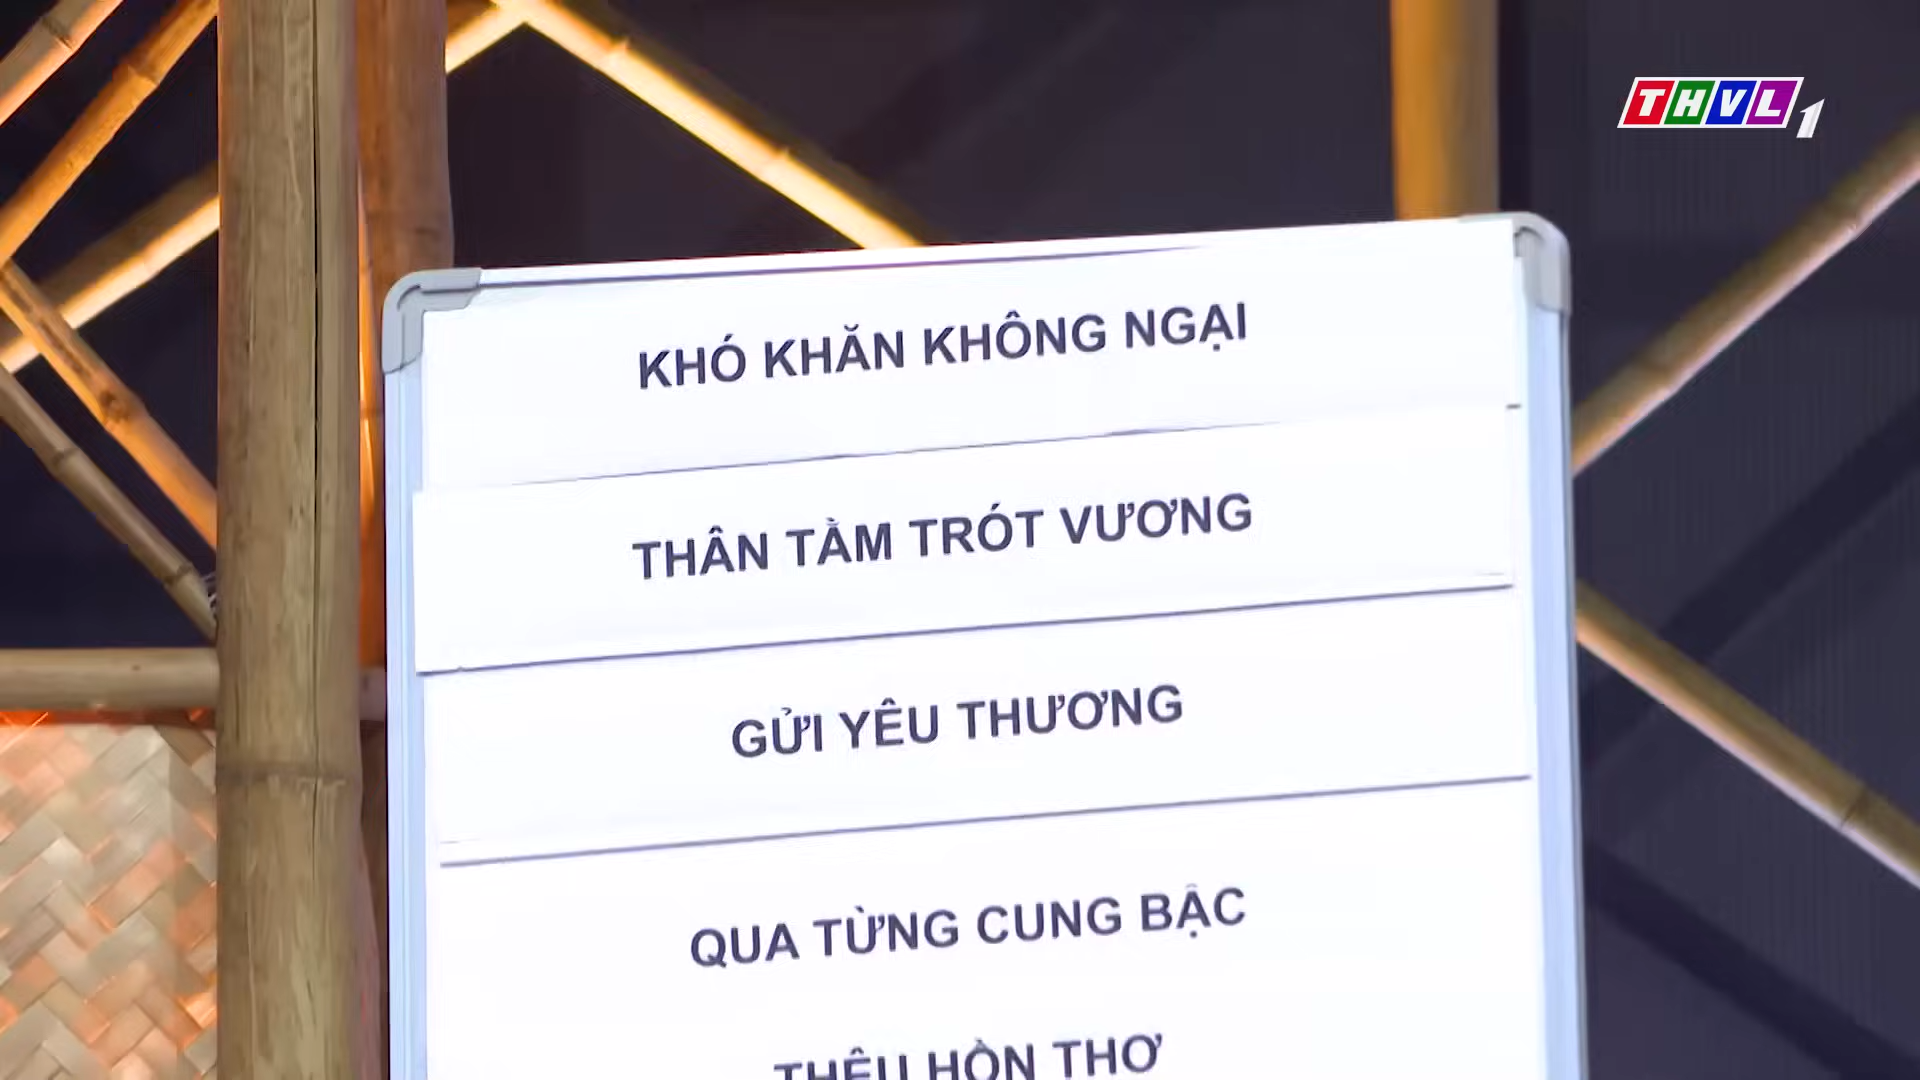 THVL1
KHÓ KHĂN KHÔNG NGẠI
THÂN TẰM TRÓT VƯƠNG
GỬI YÊU THƯƠNG
QUA TỪNG CUNG BẬC
THÊU HỒN THƠ